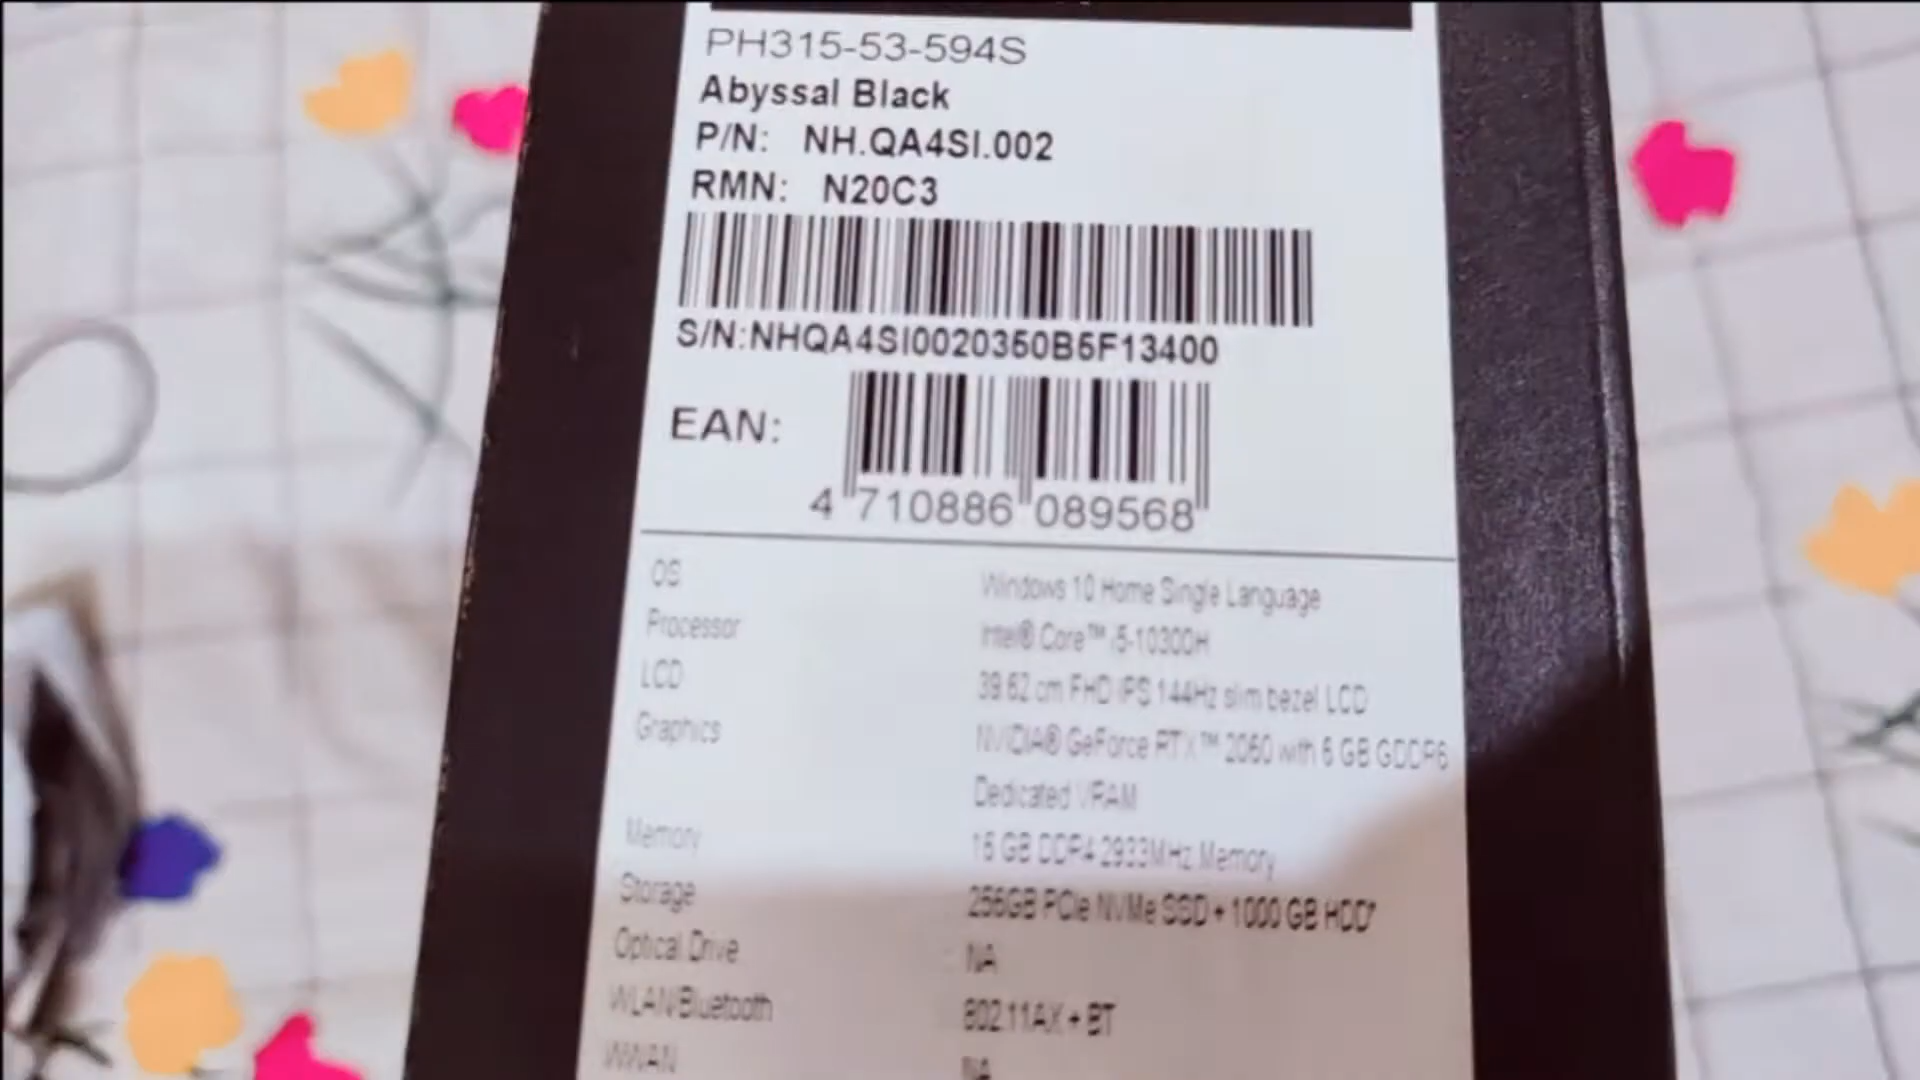 PH315-53-594S
Abyssal Black
P/N: NH.QA4SI.002
RMN: N20C3
S/N:NHQA4SI0020350B5F13400
EAN:
4 710886 089568
OS Windows 10 Home Single Language
Processor Intel® Core™ i5-10300H
LCD 39.62 cm FHD IPS 144Hz slim bezel LCD
Graphics NVIDIA® GeForce RTX™ 2060 with 6 GB GDDR6
Dedicated VRAM
Memory 16 GB DDR4 2933MHz Memory
Storage 256GB PCIe NVMe SSD + 1000 GB HDD*
Optical Drive NA
WLAN/Bluetooth 802.11AX + BT
WWAN NA